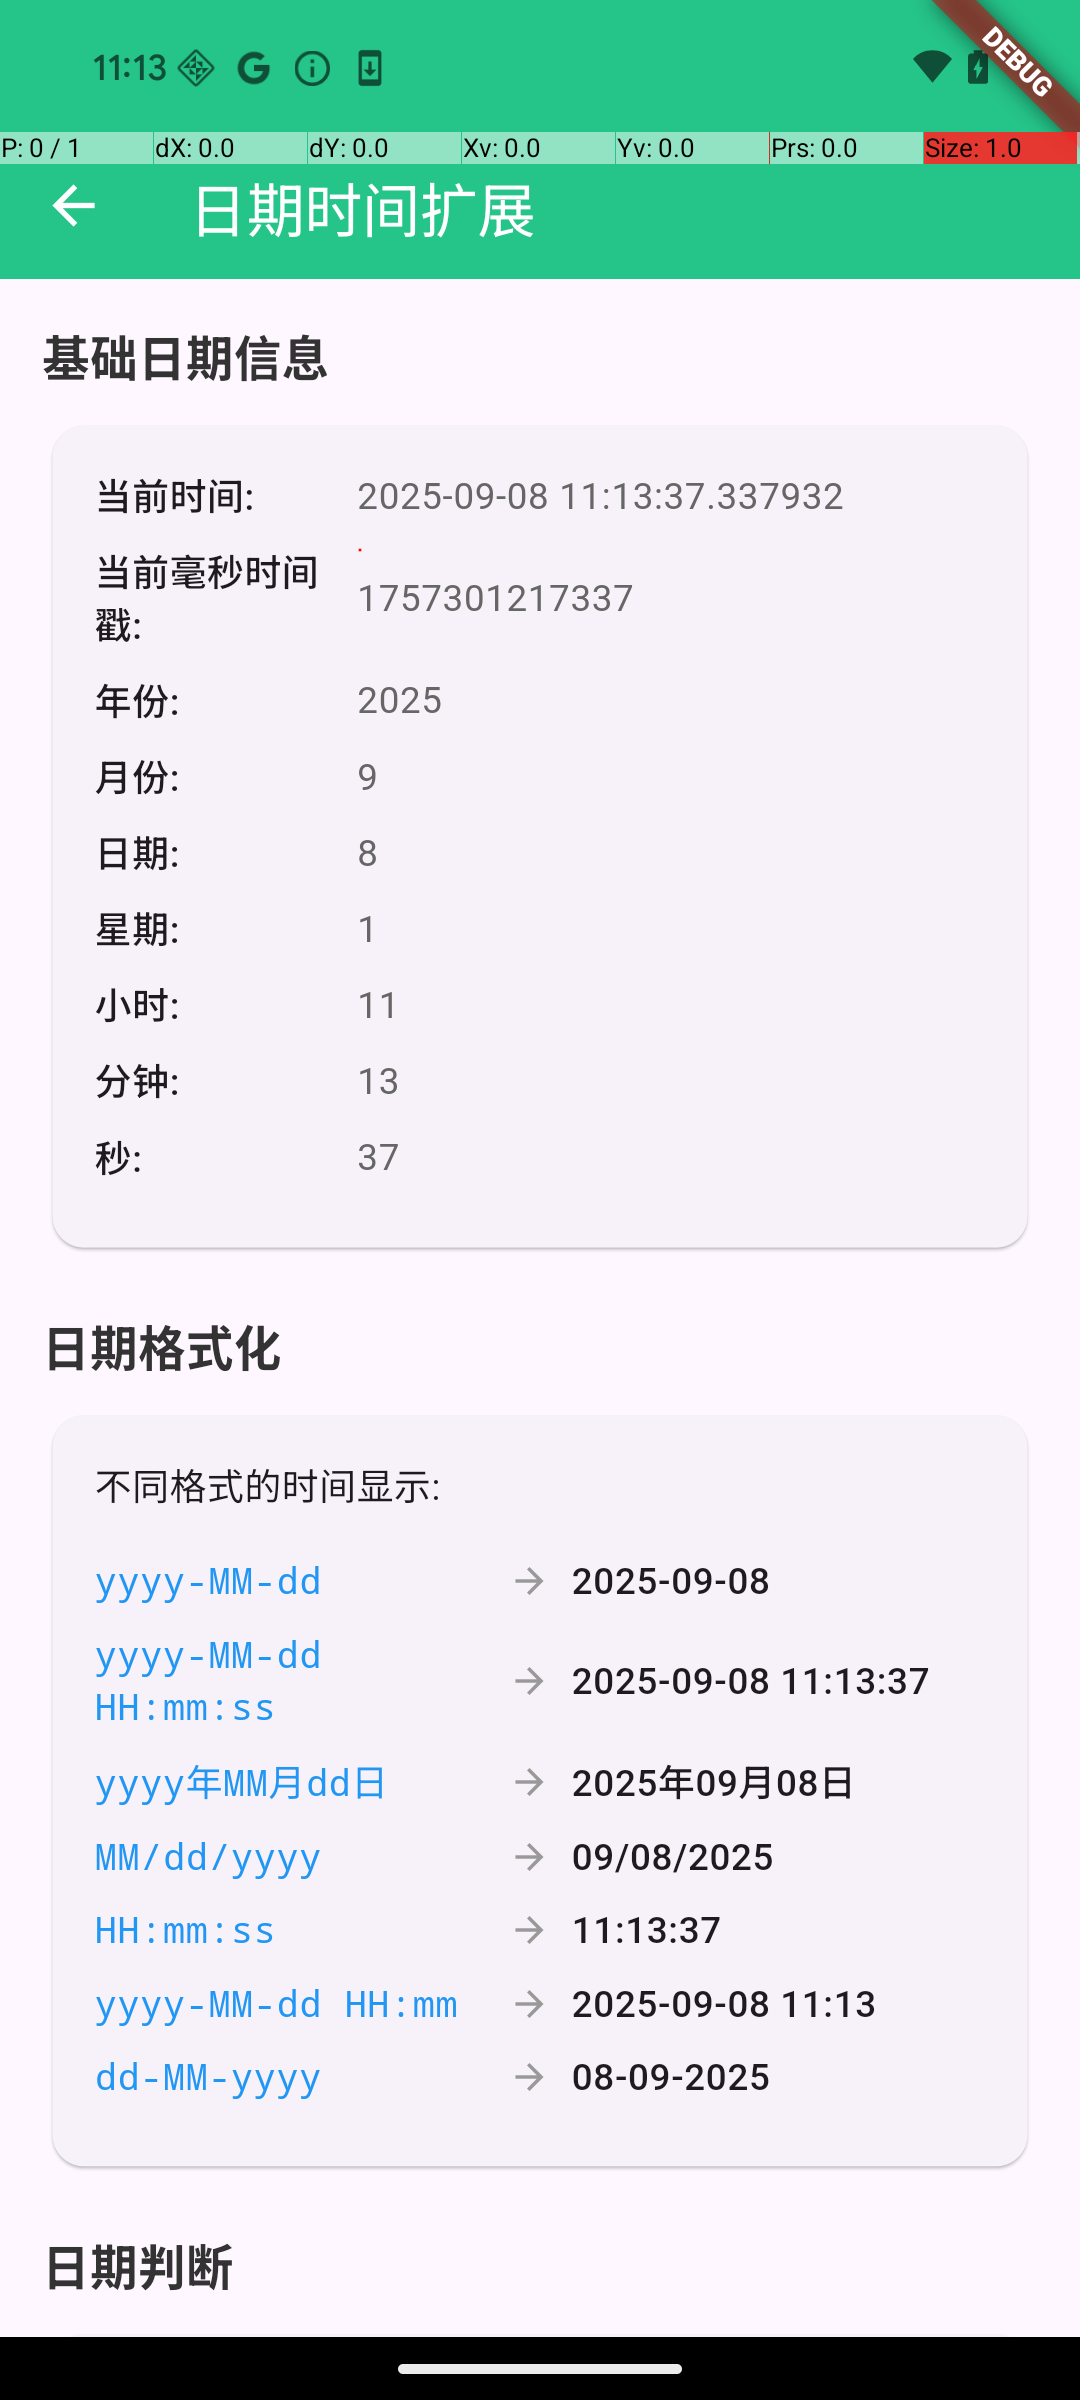 11:13
DEBUG
P: 0 / 1 dX: 0.0 dY: 0.0 Xv: 0.0 Yv: 0.0 Prs: 0.0 Size: 1.0
日期时间扩展
基础日期信息
当前时间: 2025-09-08 11:13:37.337932
当前毫秒时间
戳: 1757301217337
年份: 2025
月份: 9
日期: 8
星期: 1
小时: 11
分钟: 13
秒: 37
日期格式化
不同格式的时间显示:
yyyy-MM-dd → 2025-09-08
yyyy-MM-dd
HH:mm:ss → 2025-09-08 11:13:37
yyyy年MM月dd日 → 2025年09月08日
MM/dd/yyyy → 09/08/2025
HH:mm:ss → 11:13:37
yyyy-MM-dd HH:mm → 2025-09-08 11:13
dd-MM-yyyy → 08-09-2025
日期判断